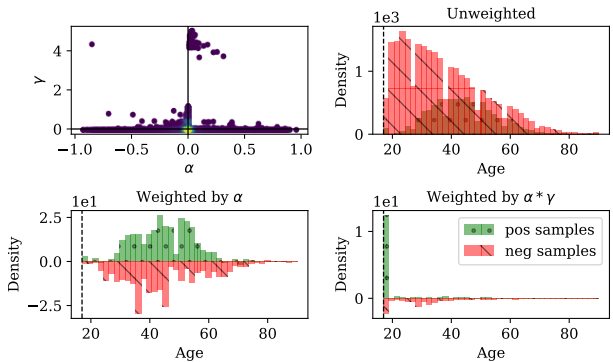 γ
4
2
0
−1.0 −0.5 0.0 0.5 1.0
α
Unweighted
1e3
Density
1
0
20 40 60 80
Age
Weighted by α
1e1
Density
2.5
0.0
−2.5
20 40 60 80
Age
Weighted by α * γ
1e1
Density
1
0
pos samples
neg samples
20 40 60 80
Age